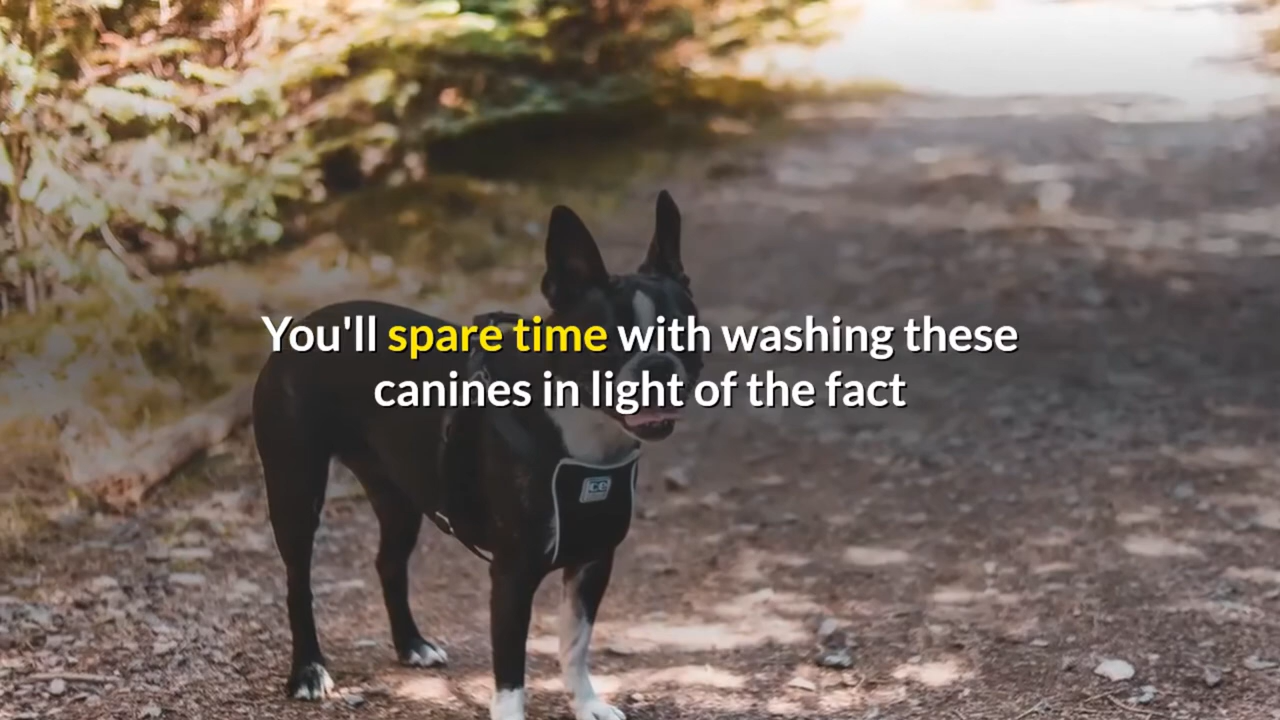 You'll spare time with washing these
canines in light of the fact